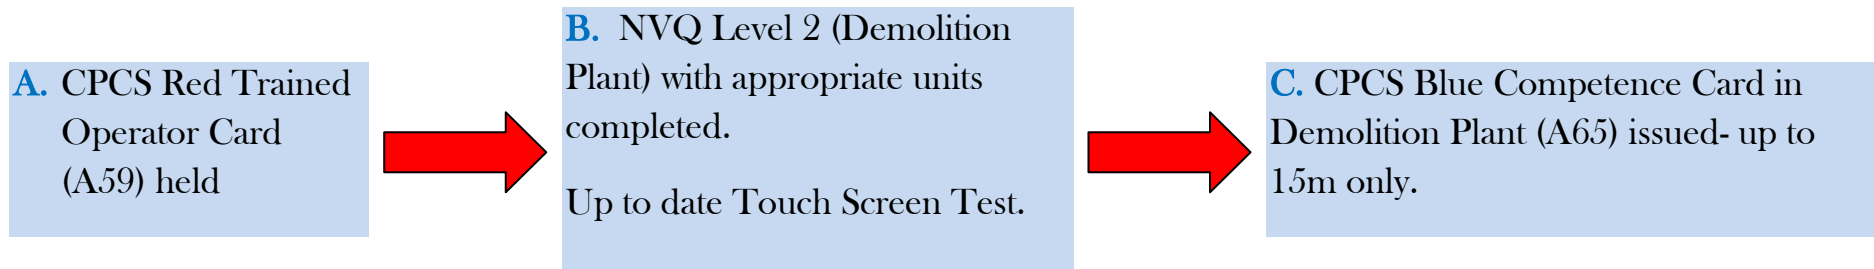 A. CPCS Red Trained
Operator Card
(A59) held
B. NVQ Level 2 (Demolition
Plant) with appropriate units
completed.
Up to date Touch Screen Test.
C. CPCS Blue Competence Card in
Demolition Plant (A65) issued- up to
15m only.